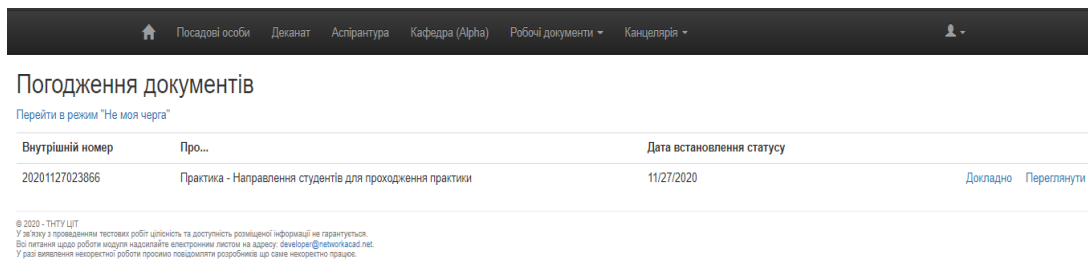 Посадові особи Деканат Аспірантура Кафедра (Alpha) Робочі документи Канцелярія
Погодження документів
Перейти в режим "Не моя черга"
Внутрішній номер Про... Дата встановлення статусу
20201127023866 Практика - Направлення студентів для проходження практики 11/27/2020 Докладно Переглянути
© 2020 - ТНТУ ЦІТ
У зв'язку з проведенням тестових робіт цілісність та доступність розміщеної інформації не гарантується.
Всі питання щодо роботи модуля надсилайте електронним листом на адресу: developer@networkacad.net.
У разі виявлення некоректної роботи просимо повідомляти розробників що саме некоректно працює.